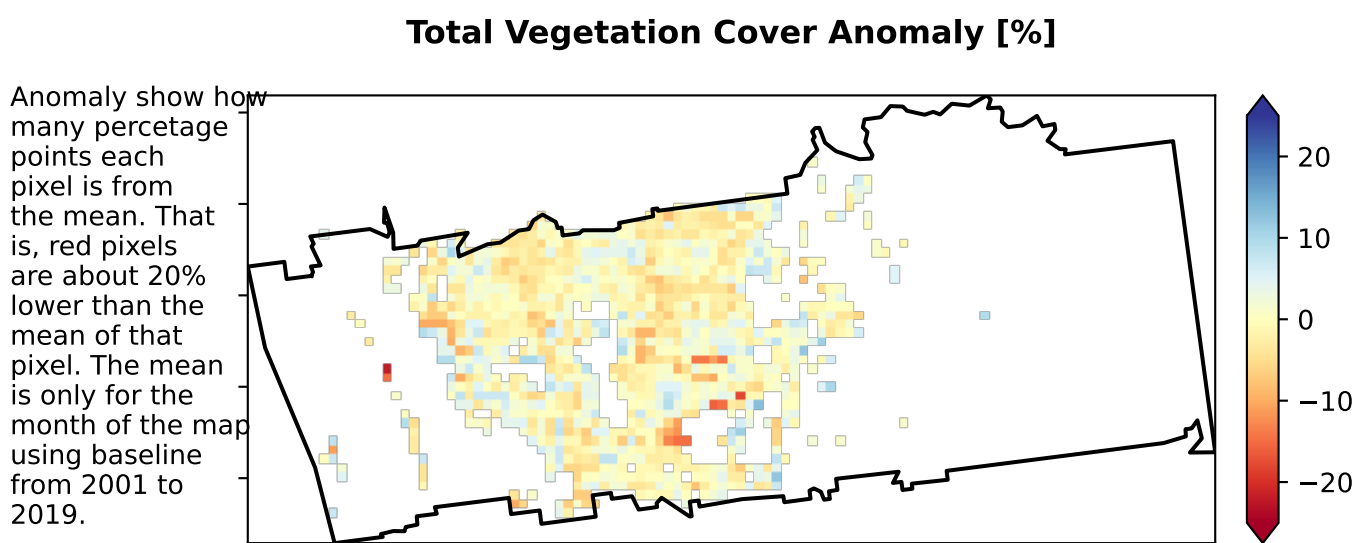 Total Vegetation Cover Anomaly [%]
Anomaly show how
many percetage
points each
pixel is from
the mean. That
is, red pixels
are about 20%
lower than the
mean of that
pixel. The mean
is only for the
month of the map
using baseline
from 2001 to
2019.
20
10
0
−10
−20